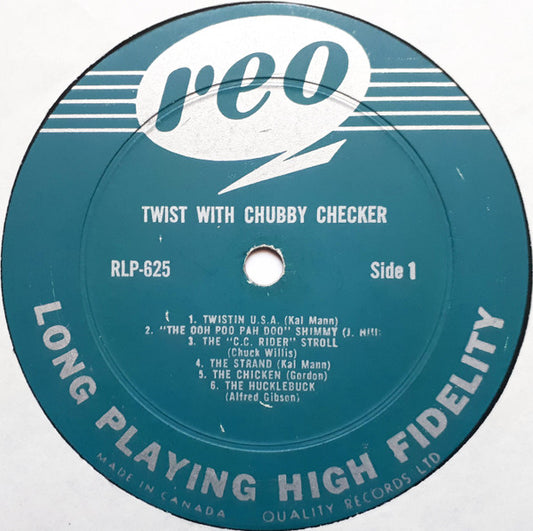 reo
TWIST WITH CHUBBY CHECKER
RLP-625
Side 1
1. TWISTIN U.S.A. (Kal Mann)
2. "THE OOH POO PAH DOO" SHIMMY (J. Hill)
3. THE "C.C. RIDER" STROLL
(Chuck Willis)
4. THE STRAND (Kal Mann)
5. THE CHICKEN (Gordon)
6. THE HUCKLEBUCK
(Alfred Gibson)
LONG PLAYING HIGH FIDELITY
MADE IN CANADA QUALITY RECORDS LTD